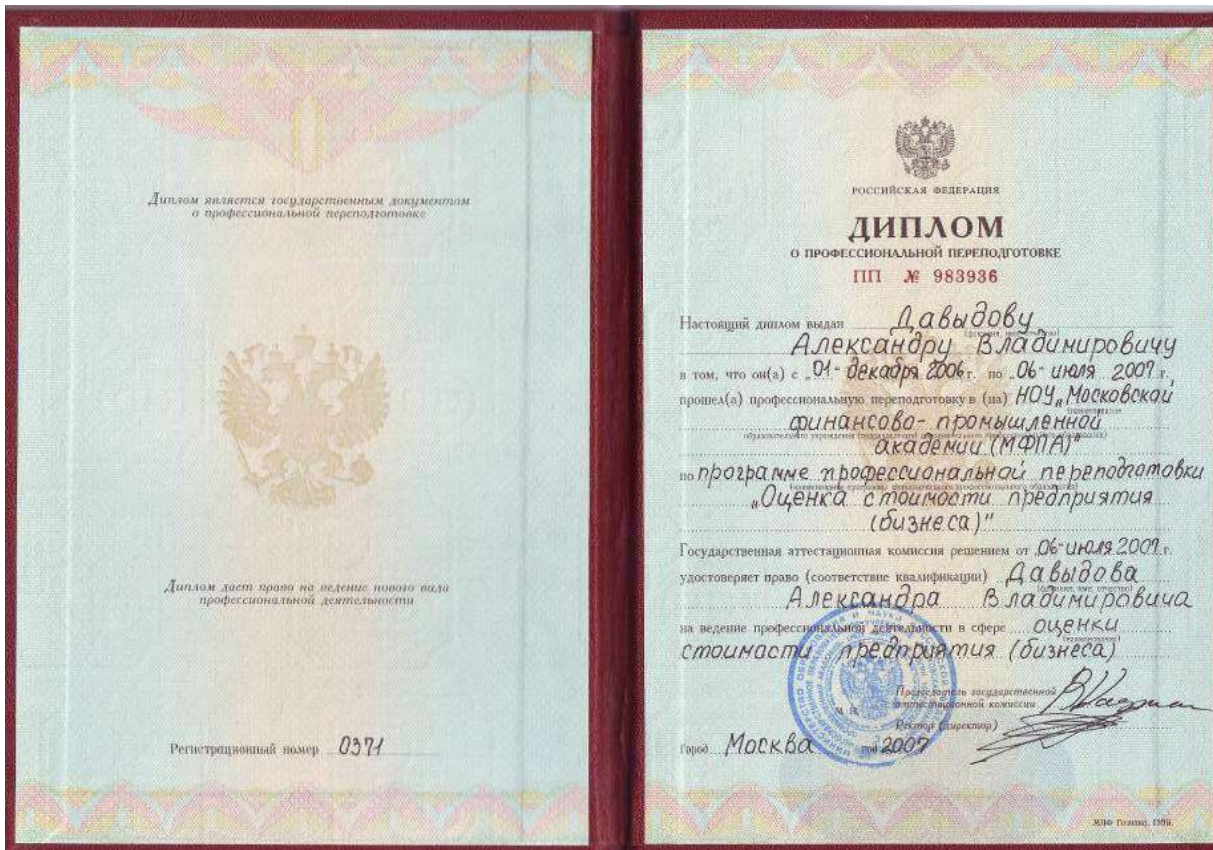 Диплом является государственным документом
о профессиональной переподготовке
Диплом дает право на ведение нового вида
профессиональной деятельности
Регистрационный номер 0371
РОССИЙСКАЯ ФЕДЕРАЦИЯ
ДИПЛОМ
О ПРОФЕССИОНАЛЬНОЙ ПЕРЕПОДГОТОВКЕ
ПП № 983936
Настоящий диплом выдан Давыдову
Александру Владимировичу
в том, что он(а) с „01" декабря 2006 г. по „06" июля 2007 г.
прошел(а) профессиональную переподготовку в (на) НОУ „Московской
финансово-промышленной
академии (МФПА)"
по программе профессиональной переподготовки
„Оценка стоимости предприятия
(бизнеса)"
Государственная аттестационная комиссия решением от „06" июля 2007 г.
удостоверяет право (соответствие квалификации) Давыдова
(фамилия, имя, отчество)
Александра Владимировича
на ведение профессиональной деятельности в сфере оценки
(наименование)
стоимости предприятия (бизнеса)
Председатель государственной
аттестационной комиссии
М. П.
Ректор (директор)
Город Москва год 2007